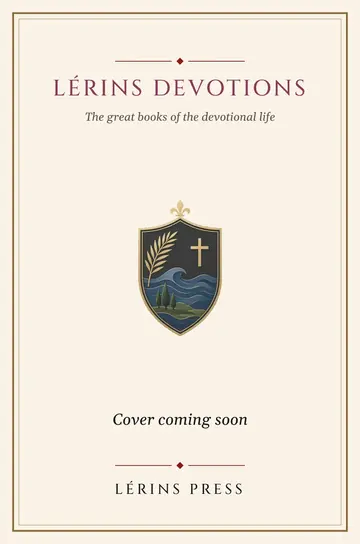 LÉRINS DEVOTIONS
The great books of the devotional life
Cover coming soon
LÉRINS PRESS